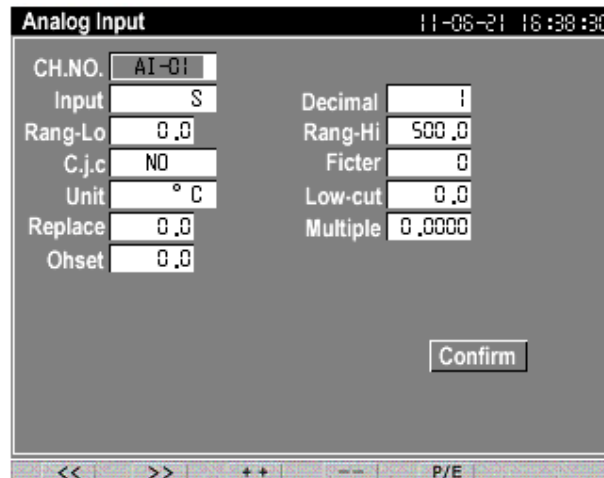 Analog Input 11-06-21 16:38:30
CH.NO. AI-01
Input S Decimal 1
Rang-Lo 0.0 Rang-Hi 500.0
C.j.c NO Ficter 0
Unit °C Low-cut 0.0
Replace 0.0 Multiple 0.0000
Ohset 0.0
Confirm
<< >> ++ -- P/E